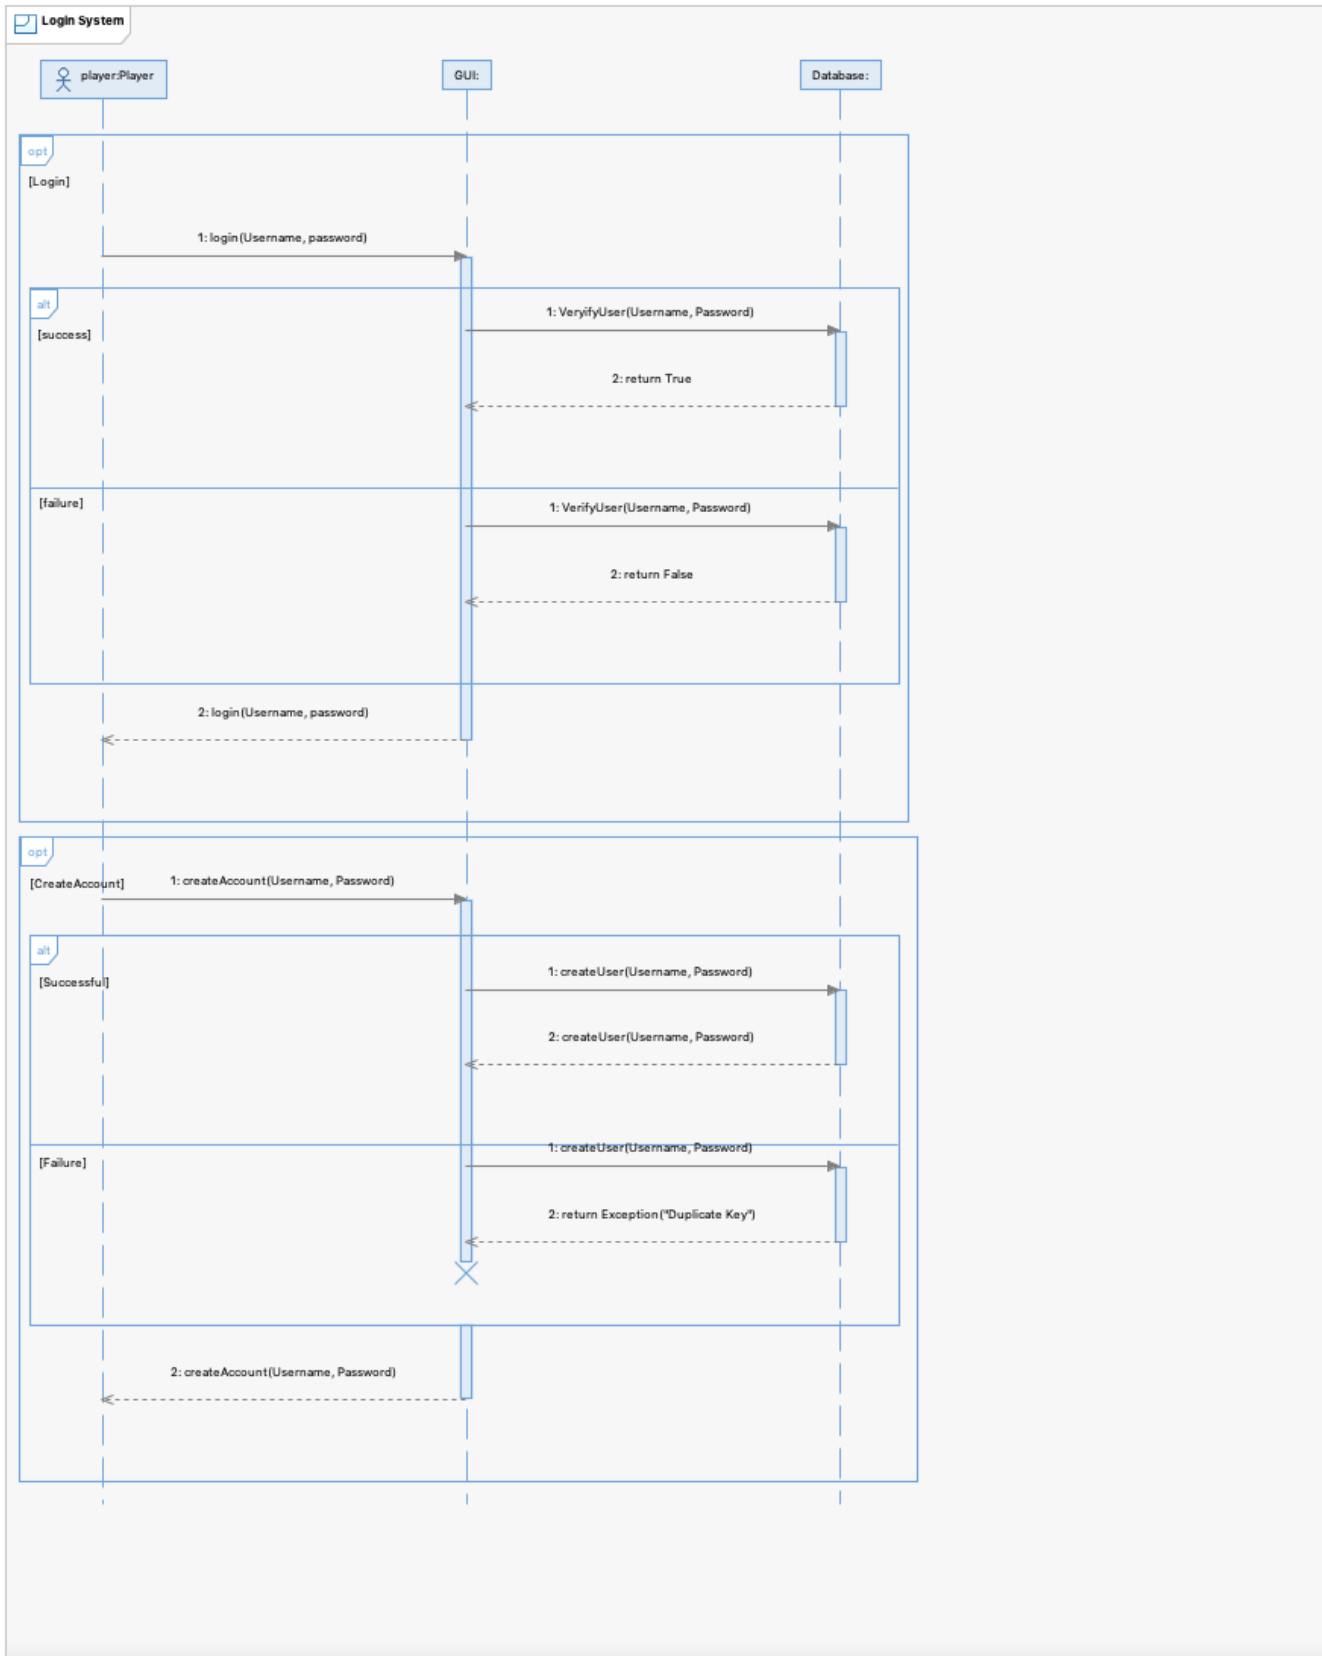 Login System
player:Player
GUI:
Database:
opt
[Login]
1: login(Username, password)
alt
[success]
1: VeryifyUser(Username, Password)
2: return True
[failure]
1: VerifyUser(Username, Password)
2: return False
2: login(Username, password)
opt
[CreateAccount]
1: createAccount(Username, Password)
alt
[Successful]
1: createUser(Username, Password)
2: createUser(Username, Password)
1: createUser(Username, Password)
[Failure]
2: return Exception("Duplicate Key")
2: createAccount(Username, Password)